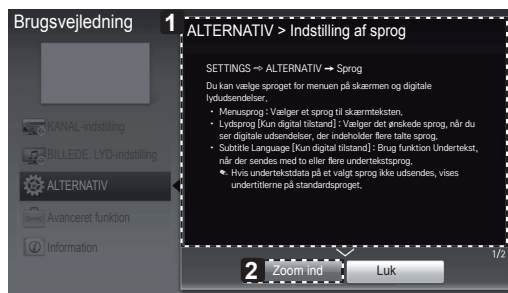 Brugsvejledning
KANAL-indstilling
BILLEDE. LYD-indstilling
ALTERNATIV
Avanceret funktion
Information
1
ALTERNATIV > Indstilling af sprog
SETTINGS ⇨ ALTERNATIV ➙ Sprog
Du kan vælge sproget for menuen på skærmen og digitale
lydudsendelser.
• Menusprog : Vælger et sprog til skærmteksten.
• Lydsprog [Kun digital tilstand] : Vælger det ønskede sprog, når du
ser digitale udsendelser, der indeholder flere talte sprog.
• Subtitle Language [Kun digital tilstand] : Brug funktion Undertekst,
når der sendes med to eller flere undertekstsprog.
Hvis undertekstdata på et valgt sprog ikke udsendes, vises
undertitlerne på standardsproget.
1/2
2 Zoom ind
Luk